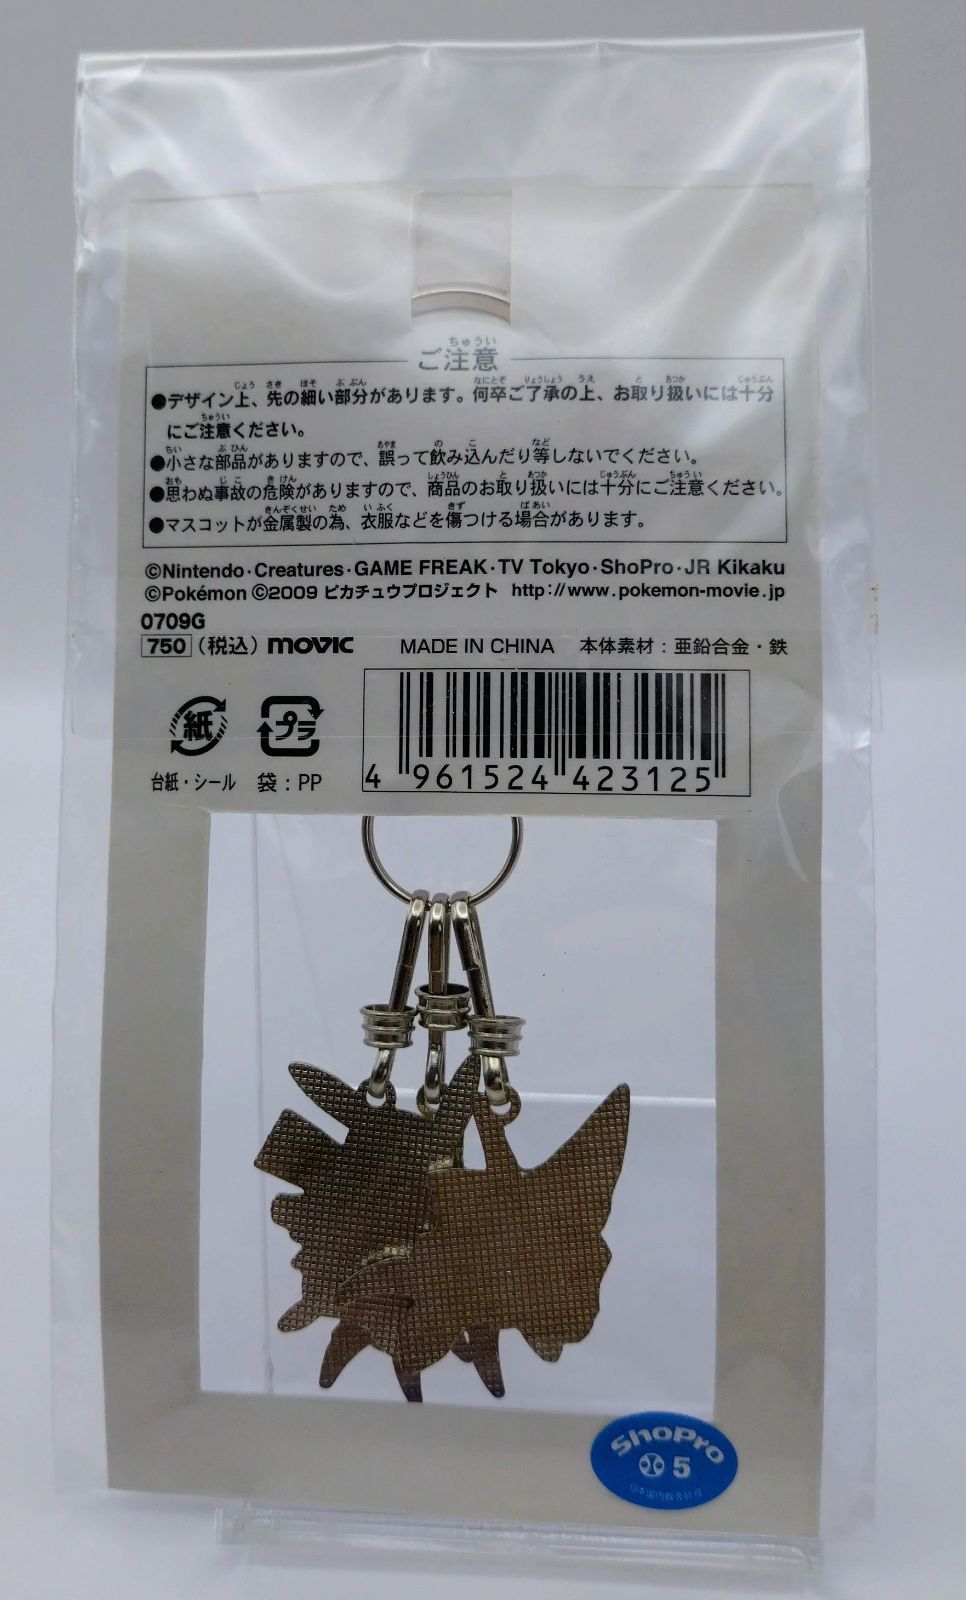 ご注意
●デザイン上、先の細い部分があります。何卒ご了承の上、お取り扱いには十分
にご注意ください。
●小さな部品がありますので、誤って飲み込んだり等しないでください。
●思わぬ事故の危険がありますので、商品のお取り扱いには十分にご注意ください。
●マスコットが金属製の為、衣服などを傷つける場合があります。
©Nintendo・Creatures・GAME FREAK・TV Tokyo・ShoPro・JR Kikaku
©Pokémon ©2009 ピカチュウプロジェクト http://www.pokemon-movie.jp
0709G
750 (税込) movic MADE IN CHINA 本体素材：亜鉛合金・鉄
紙 プラ
台紙・シール 袋：PP
4 961524 423125
ShoPro
5